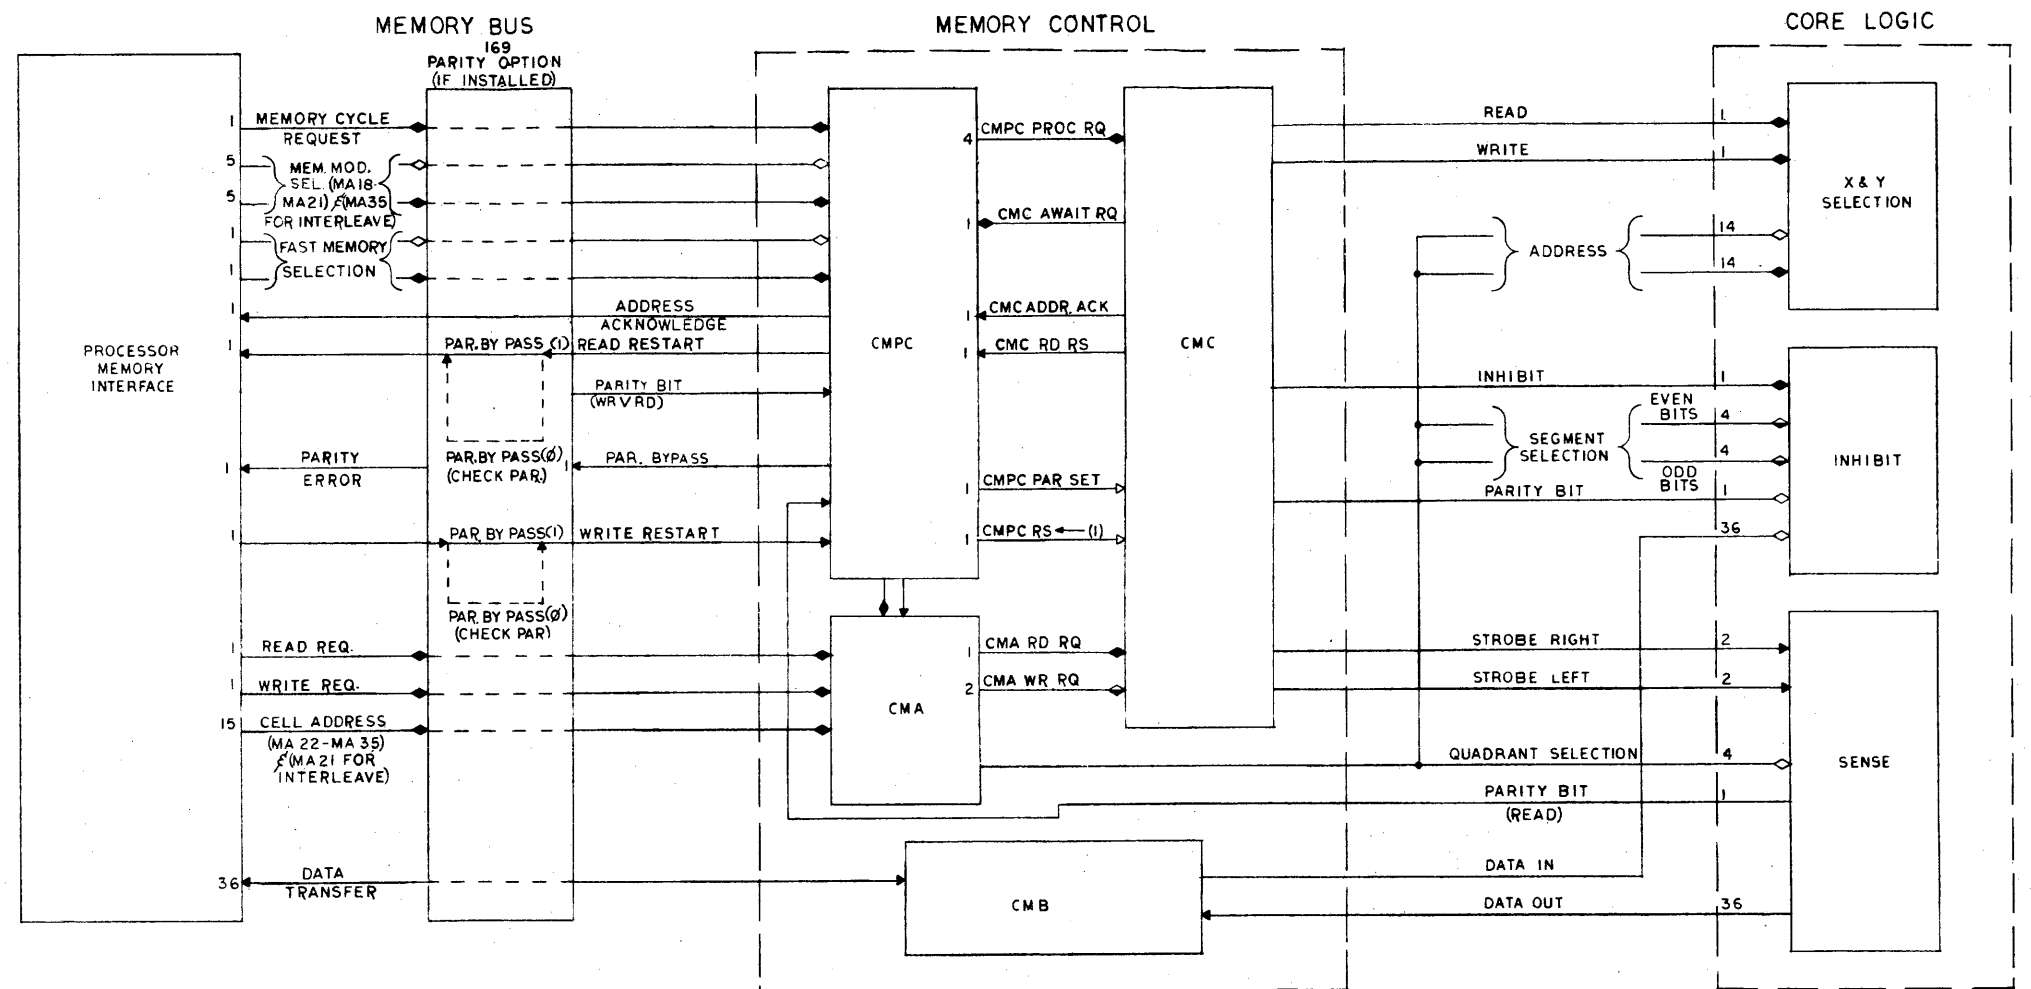 MEMORY BUS
MEMORY CONTROL
CORE LOGIC
169
PARITY OPTION
(IF INSTALLED)
PROCESSOR
MEMORY
INTERFACE
1 MEMORY CYCLE
REQUEST
5
MEM. MOD.
SEL. (MA18-
5
MA21) & (MA35
FOR INTERLEAVE)
1
FAST MEMORY
SELECTION
1
1
ADDRESS
ACKNOWLEDGE
1
PAR. BY PASS (1)
READ RESTART
PARITY BIT
(WR V RD)
PAR. BY PASS (Ø)
(CHECK PAR.)
1 PARITY
ERROR
1 PAR. BYPASS
1
PAR. BY PASS (1)
WRITE RESTART
PAR. BY PASS (Ø)
(CHECK PAR)
1 READ REQ.
1 WRITE REQ.
15 CELL ADDRESS
(MA 22-MA 35)
& (MA21 FOR
INTERLEAVE)
36 DATA
TRANSFER
CMPC
4 CMPC PROC RQ
1 CMC AWAIT RQ
1 CMC ADDR. ACK
1 CMC RD RS
1 CMPC PAR SET
1 CMPC RS ← (1)
CMC
CMA
1 CMA RD RQ
2 CMA WR RQ
CMB
READ 1
WRITE 1
X & Y
SELECTION
ADDRESS
14
14
INHIBIT 1
EVEN
BITS 4
SEGMENT
SELECTION
4
ODD
BITS
PARITY BIT 1
36
INHIBIT
STROBE RIGHT 2
STROBE LEFT 2
QUADRANT SELECTION 4
PARITY BIT 1
(READ)
SENSE
DATA IN
DATA OUT 36